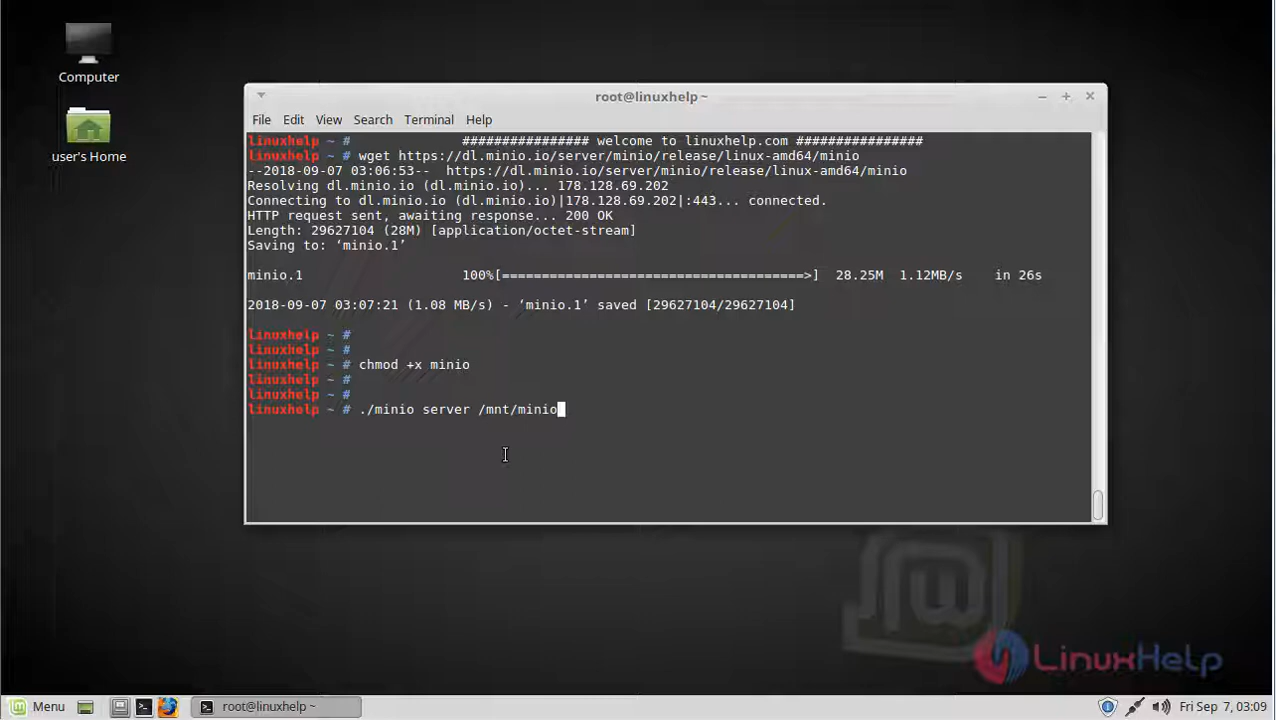 Computer
user's Home
root@linuxhelp ~
File Edit View Search Terminal Help
linuxhelp ~ # ################ welcome to linuxhelp.com ################
linuxhelp ~ # wget https://dl.minio.io/server/minio/release/linux-amd64/minio
--2018-09-07 03:06:53-- https://dl.minio.io/server/minio/release/linux-amd64/minio
Resolving dl.minio.io (dl.minio.io)... 178.128.69.202
Connecting to dl.minio.io (dl.minio.io)|178.128.69.202|:443... connected.
HTTP request sent, awaiting response... 200 OK
Length: 29627104 (28M) [application/octet-stream]
Saving to: ‘minio.1’
minio.1 100%[======================================>] 28.25M 1.12MB/s in 26s
2018-09-07 03:07:21 (1.08 MB/s) - ‘minio.1’ saved [29627104/29627104]
linuxhelp ~ #
linuxhelp ~ #
linuxhelp ~ # chmod +x minio
linuxhelp ~ #
linuxhelp ~ #
linuxhelp ~ # ./minio server /mnt/minio
LinuxHelp
Menu
root@linuxhelp ~
Fri Sep 7, 03:09